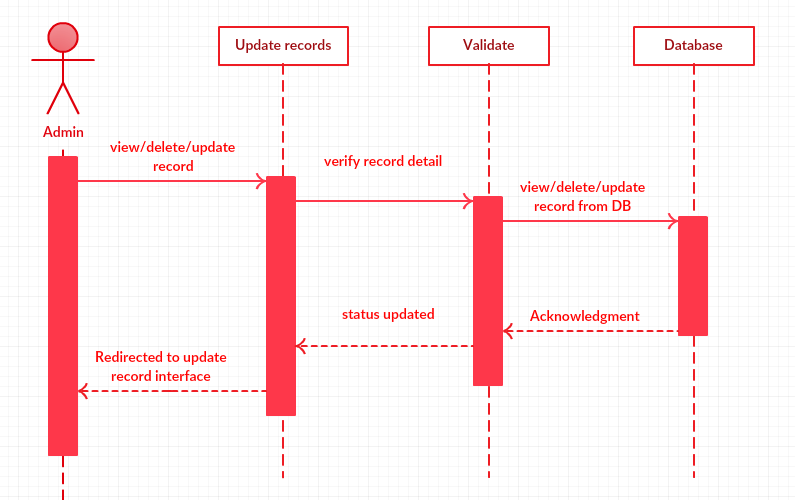 Update records
Validate
Database
Admin
view/delete/update
record
verify record detail
view/delete/update
record from DB
status updated
Acknowledgment
Redirected to update
record interface